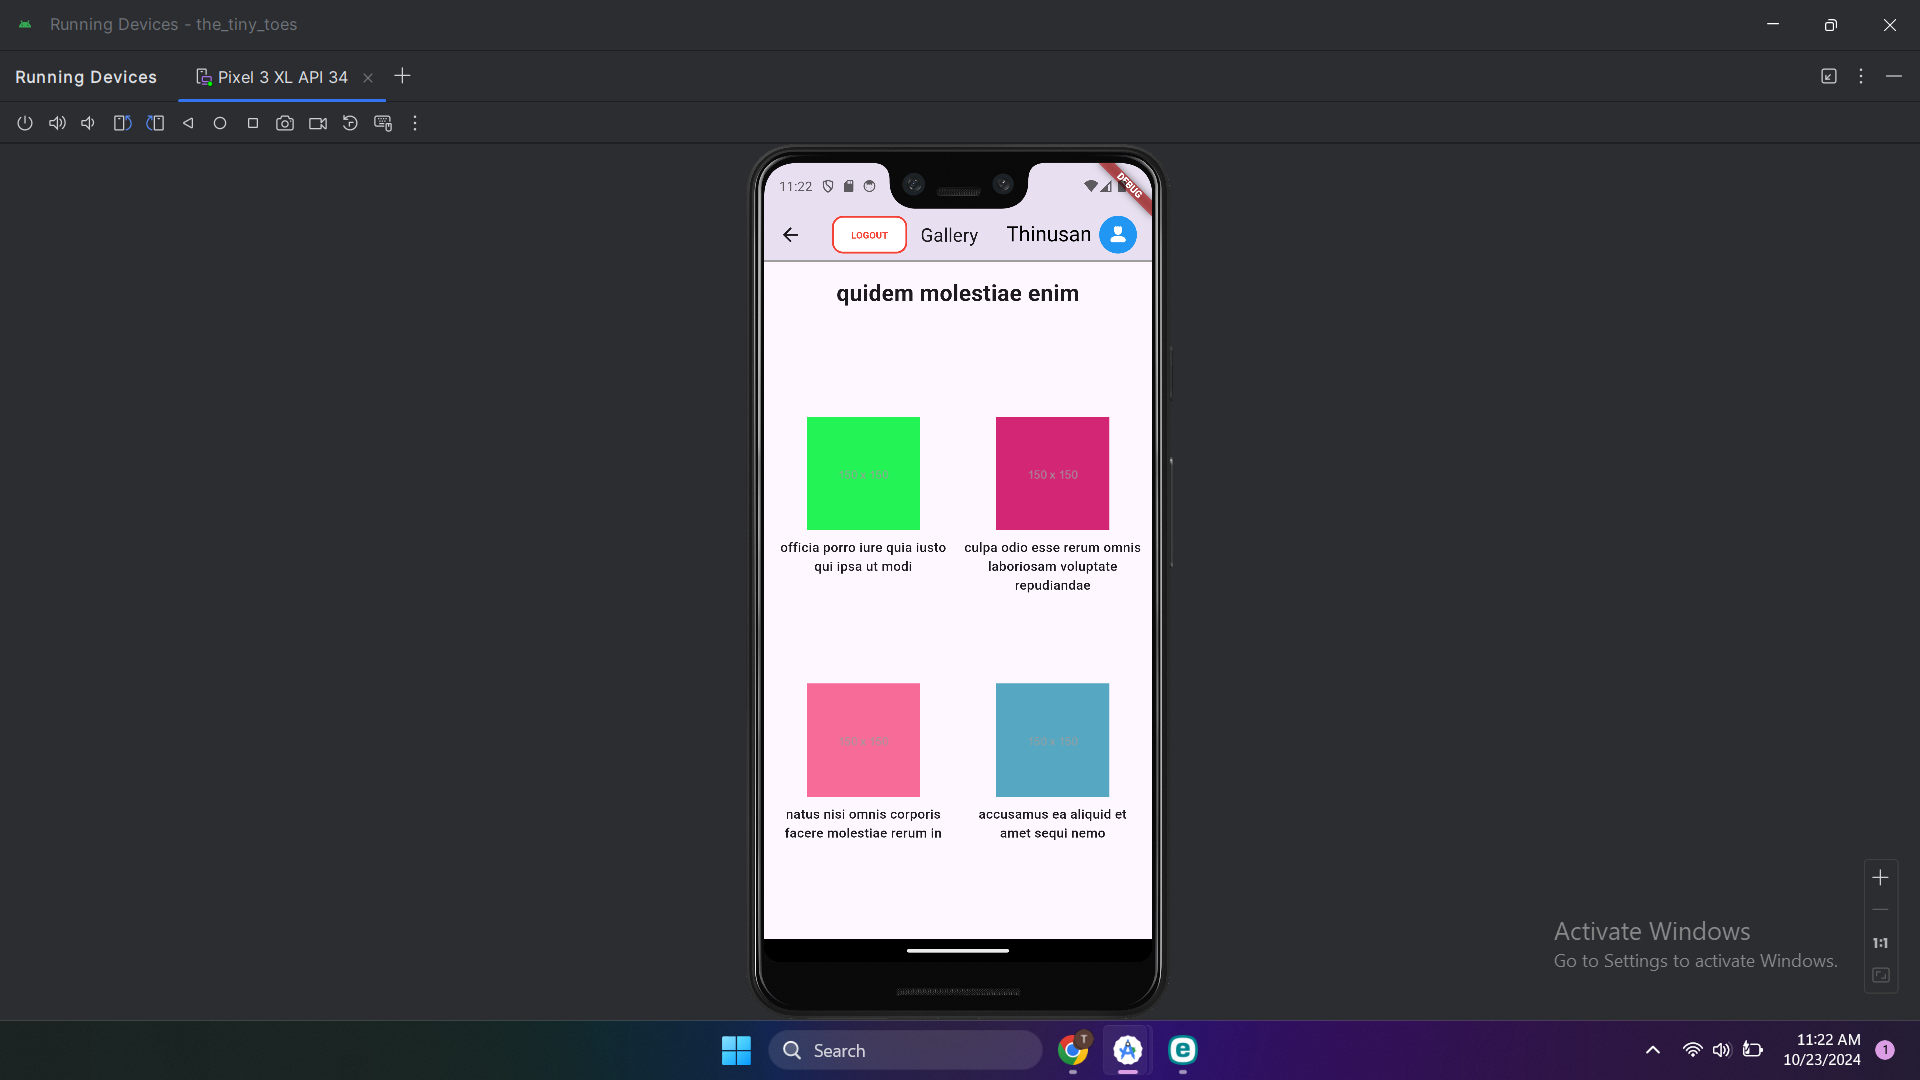 Running Devices - the_tiny_toes
Running Devices
Pixel 3 XL API 34
11:22
DEBUG
LOGOUT
Gallery
Thinusan
quidem molestiae enim
150 x 150
150 x 150
officia porro iure quia iusto
qui ipsa ut modi
culpa odio esse rerum omnis
laboriosam voluptate
repudiandae
150 x 150
150 x 150
natus nisi omnis corporis
facere molestiae rerum in
accusamus ea aliquid et
amet sequi nemo
1:1
Activate Windows
Go to Settings to activate Windows.
Search
T
11:22 AM
10/23/2024
1